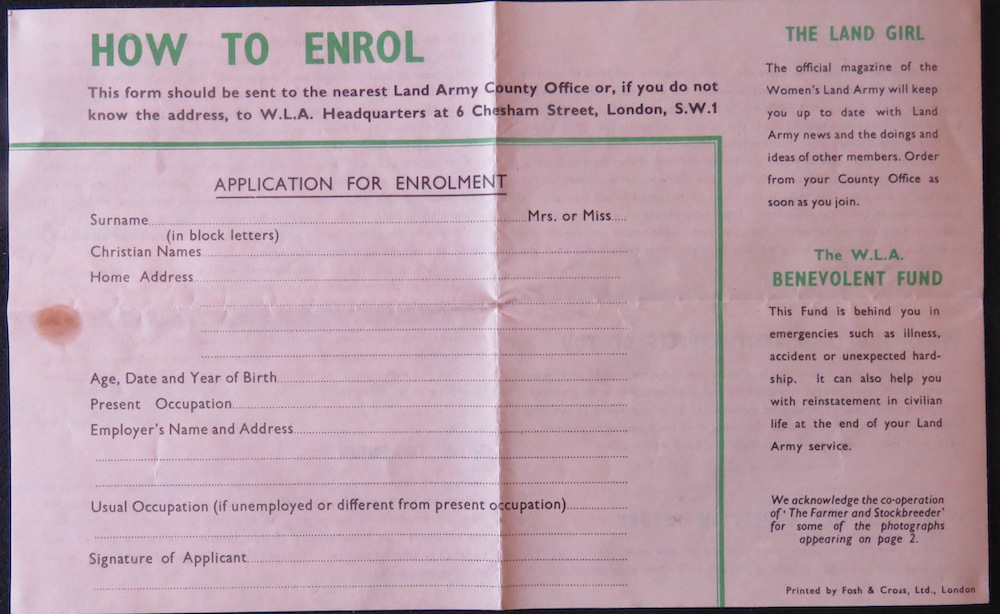 HOW TO ENROL
This form should be sent to the nearest Land Army County Office or, if you do not
know the address, to W.L.A. Headquarters at 6 Chesham Street, London, S.W.1
APPLICATION FOR ENROLMENT
Surname Mrs. or Miss
(in block letters)
Christian Names
Home Address
Age, Date and Year of Birth
Present Occupation
Employer's Name and Address
Usual Occupation (if unemployed or different from present occupation)
Signature of Applicant
THE LAND GIRL
The official magazine of the
Women's Land Army will keep
you up to date with Land
Army news and the doings and
ideas of other members. Order
from your County Office as
soon as you join.
The W.L.A.
BENEVOLENT FUND
This Fund is behind you in
emergencies such as illness,
accident or unexpected hard-
ship. It can also help you
with reinstatement in civilian
life at the end of your Land
Army service.
We acknowledge the co-operation
of 'The Farmer and Stockbreeder'
for some of the photographs
appearing on page 2.
Printed by Fosh & Cross, Ltd., London